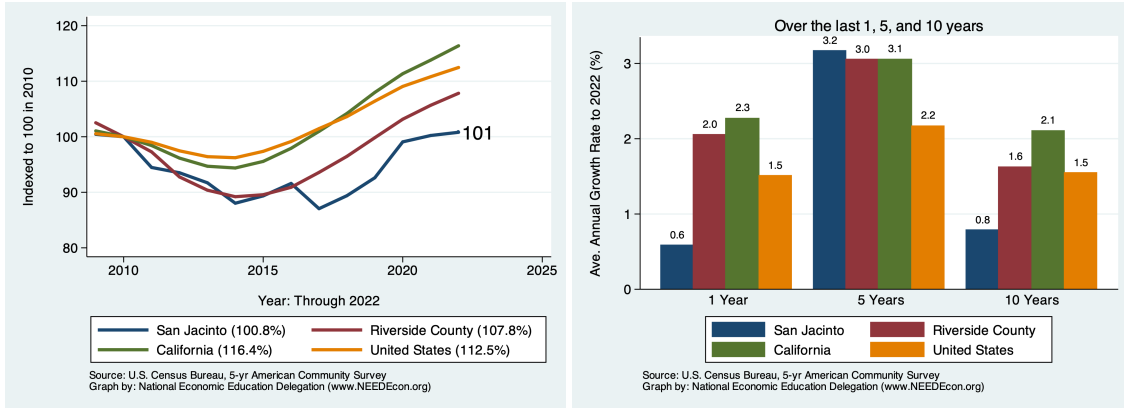 Indexed to 100 in 2010
120
110
100
90
80
101
2010
2015
2020
2025
Year: Through 2022
San Jacinto (100.8%)
Riverside County (107.8%)
California (116.4%)
United States (112.5%)
Source: U.S. Census Bureau, 5-yr American Community Survey
Graph by: National Economic Education Delegation (www.NEEDEcon.org)
Over the last 1, 5, and 10 years
Ave. Annual Growth Rate to 2022 (%)
3
2
1
0
0.6
2.0
2.3
1.5
3.2
3.0
3.1
2.2
0.8
1.6
2.1
1.5
1 Year
5 Years
10 Years
San Jacinto
Riverside County
California
United States
Source: U.S. Census Bureau, 5-yr American Community Survey
Graph by: National Economic Education Delegation (www.NEEDEcon.org)